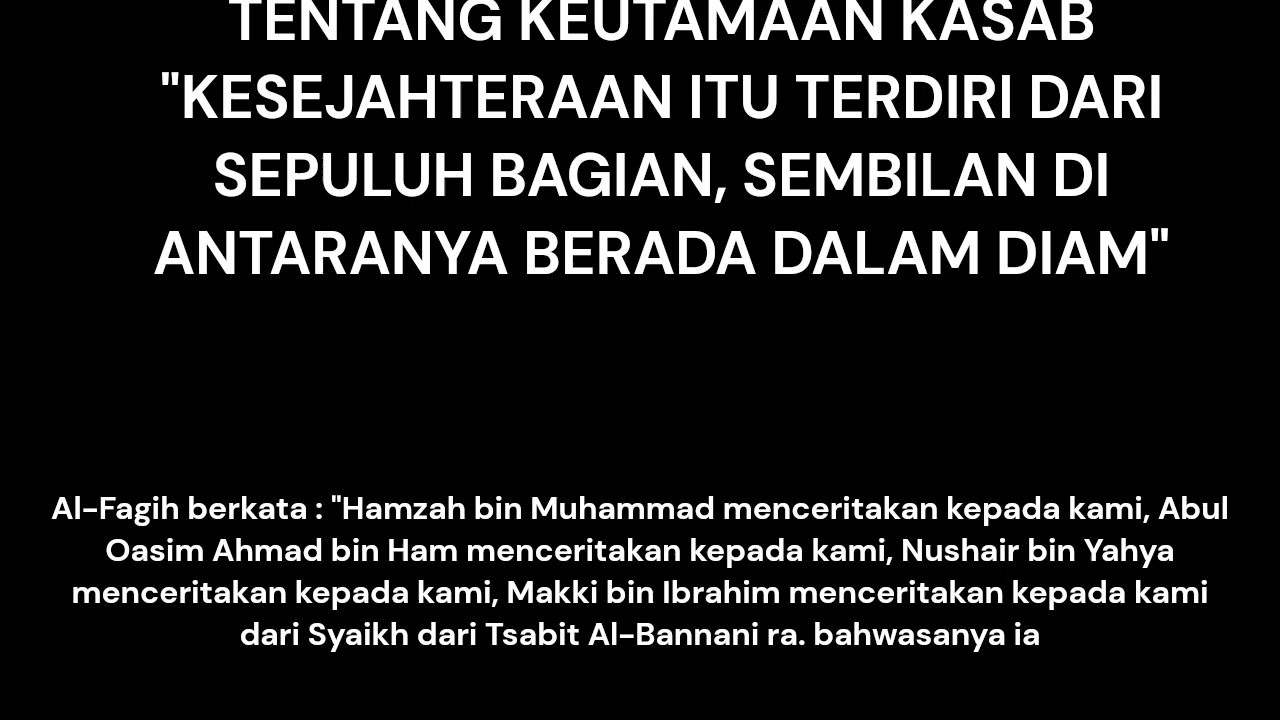 TENTANG KEUTAMAAN KASAB
"KESEJAHTERAAN ITU TERDIRI DARI
SEPULUH BAGIAN, SEMBILAN DI
ANTARANYA BERADA DALAM DIAM"
Al-Fagih berkata : "Hamzah bin Muhammad menceritakan kepada kami, Abul
Oasim Ahmad bin Ham menceritakan kepada kami, Nushair bin Yahya
menceritakan kepada kami, Makki bin Ibrahim menceritakan kepada kami
dari Syaikh dari Tsabit Al-Bannani ra. bahwasanya ia